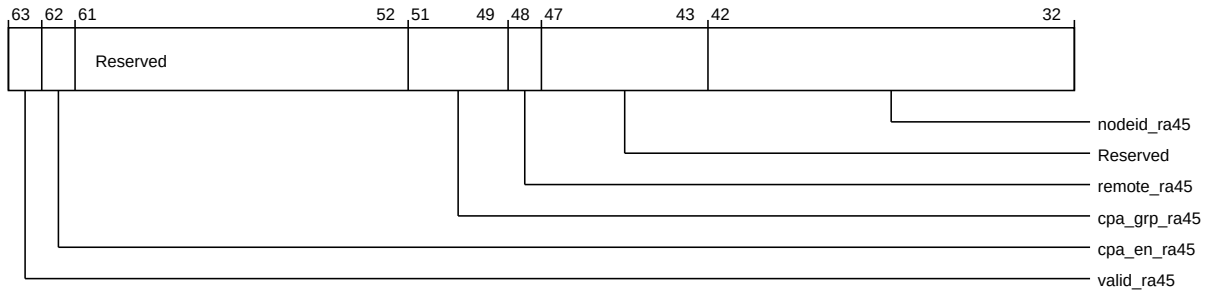 63 62 61 52 51 49 48 47 43 42 32
Reserved
nodeid_ra45
Reserved
remote_ra45
cpa_grp_ra45
cpa_en_ra45
valid_ra45